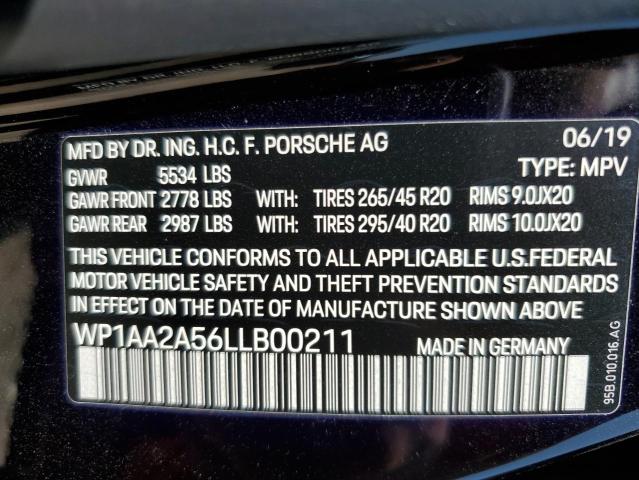 MFD BY DR. ING. H.C. F. PORSCHE AG 06/19
GVWR 5534 LBS TYPE: MPV
GAWR FRONT 2778 LBS WITH: TIRES 265/45 R20 RIMS 9.0JX20
GAWR REAR 2987 LBS WITH: TIRES 295/40 R20 RIMS 10.0JX20
THIS VEHICLE CONFORMS TO ALL APPLICABLE U.S.FEDERAL
MOTOR VEHICLE SAFETY AND THEFT PREVENTION STANDARDS
IN EFFECT ON THE DATE OF MANUFACTURE SHOWN ABOVE
WP1AA2A56LLB00211 MADE IN GERMANY
95B.010.016.AG